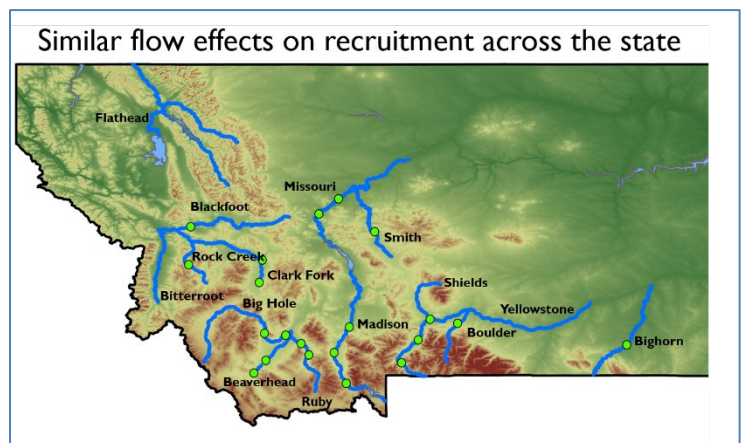 Similar flow effects on recruitment across the state
Flathead
Missouri
Blackfoot
Smith
Rock Creek
Clark Fork
Shields
Bitterroot
Big Hole
Yellowstone
Madison
Boulder
Bighorn
Beaverhead
Ruby